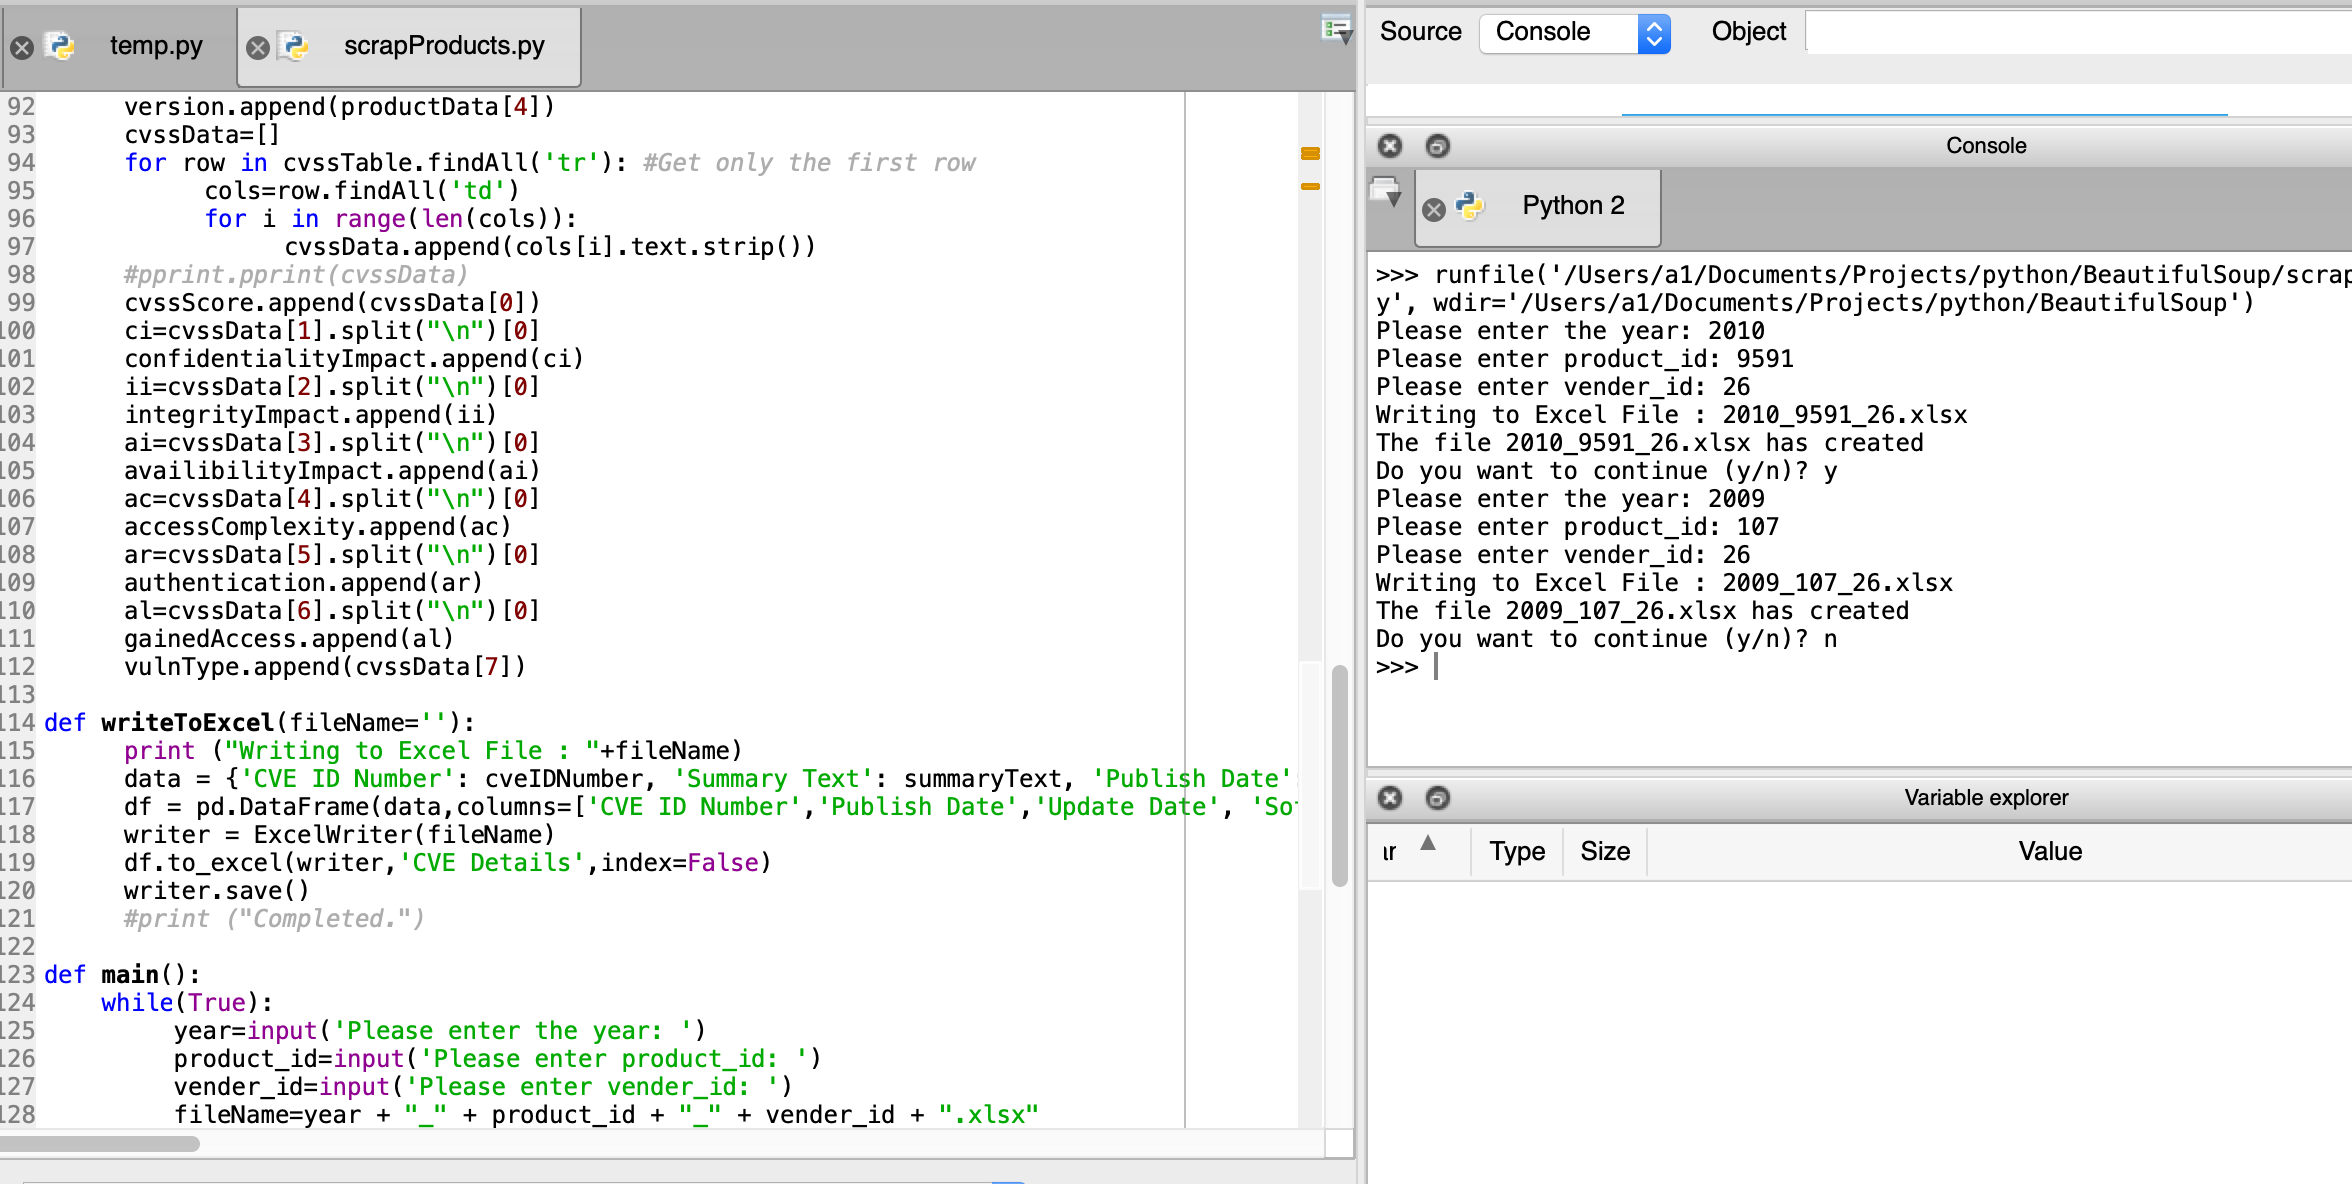 temp.py
scrapProducts.py
92 version.append(productData[4])
93 cvssData=[]
94 for row in cvssTable.findAll('tr'): #Get only the first row
95 cols=row.findAll('td')
96 for i in range(len(cols)):
97 cvssData.append(cols[i].text.strip())
98 #pprint.pprint(cvssData)
99 cvssScore.append(cvssData[0])
100 ci=cvssData[1].split("\n")[0]
101 confidentialityImpact.append(ci)
102 ii=cvssData[2].split("\n")[0]
103 integrityImpact.append(ii)
104 ai=cvssData[3].split("\n")[0]
105 availibilityImpact.append(ai)
106 ac=cvssData[4].split("\n")[0]
107 accessComplexity.append(ac)
108 ar=cvssData[5].split("\n")[0]
109 authentication.append(ar)
110 al=cvssData[6].split("\n")[0]
111 gainedAccess.append(al)
112 vulnType.append(cvssData[7])
113
114 def writeToExcel(fileName=''):
115 print ("Writing to Excel File : "+fileName)
116 data = {'CVE ID Number': cveIDNumber, 'Summary Text': summaryText, 'Publish Date'
117 df = pd.DataFrame(data,columns=['CVE ID Number','Publish Date','Update Date', 'So
118 writer = ExcelWriter(fileName)
119 df.to_excel(writer,'CVE Details',index=False)
120 writer.save()
121 #print ("Completed.")
122
123 def main():
124 while(True):
125 year=input('Please enter the year: ')
126 product_id=input('Please enter product_id: ')
127 vender_id=input('Please enter vender_id: ')
128 fileName=year + "_" + product_id + "_" + vender_id + ".xlsx"
Source Console Object
Console
Python 2
>>> runfile('/Users/a1/Documents/Projects/python/BeautifulSoup/scrap
y', wdir='/Users/a1/Documents/Projects/python/BeautifulSoup')
Please enter the year: 2010
Please enter product_id: 9591
Please enter vender_id: 26
Writing to Excel File : 2010_9591_26.xlsx
The file 2010_9591_26.xlsx has created
Do you want to continue (y/n)? y
Please enter the year: 2009
Please enter product_id: 107
Please enter vender_id: 26
Writing to Excel File : 2009_107_26.xlsx
The file 2009_107_26.xlsx has created
Do you want to continue (y/n)? n
>>>
Variable explorer
ar Type Size Value